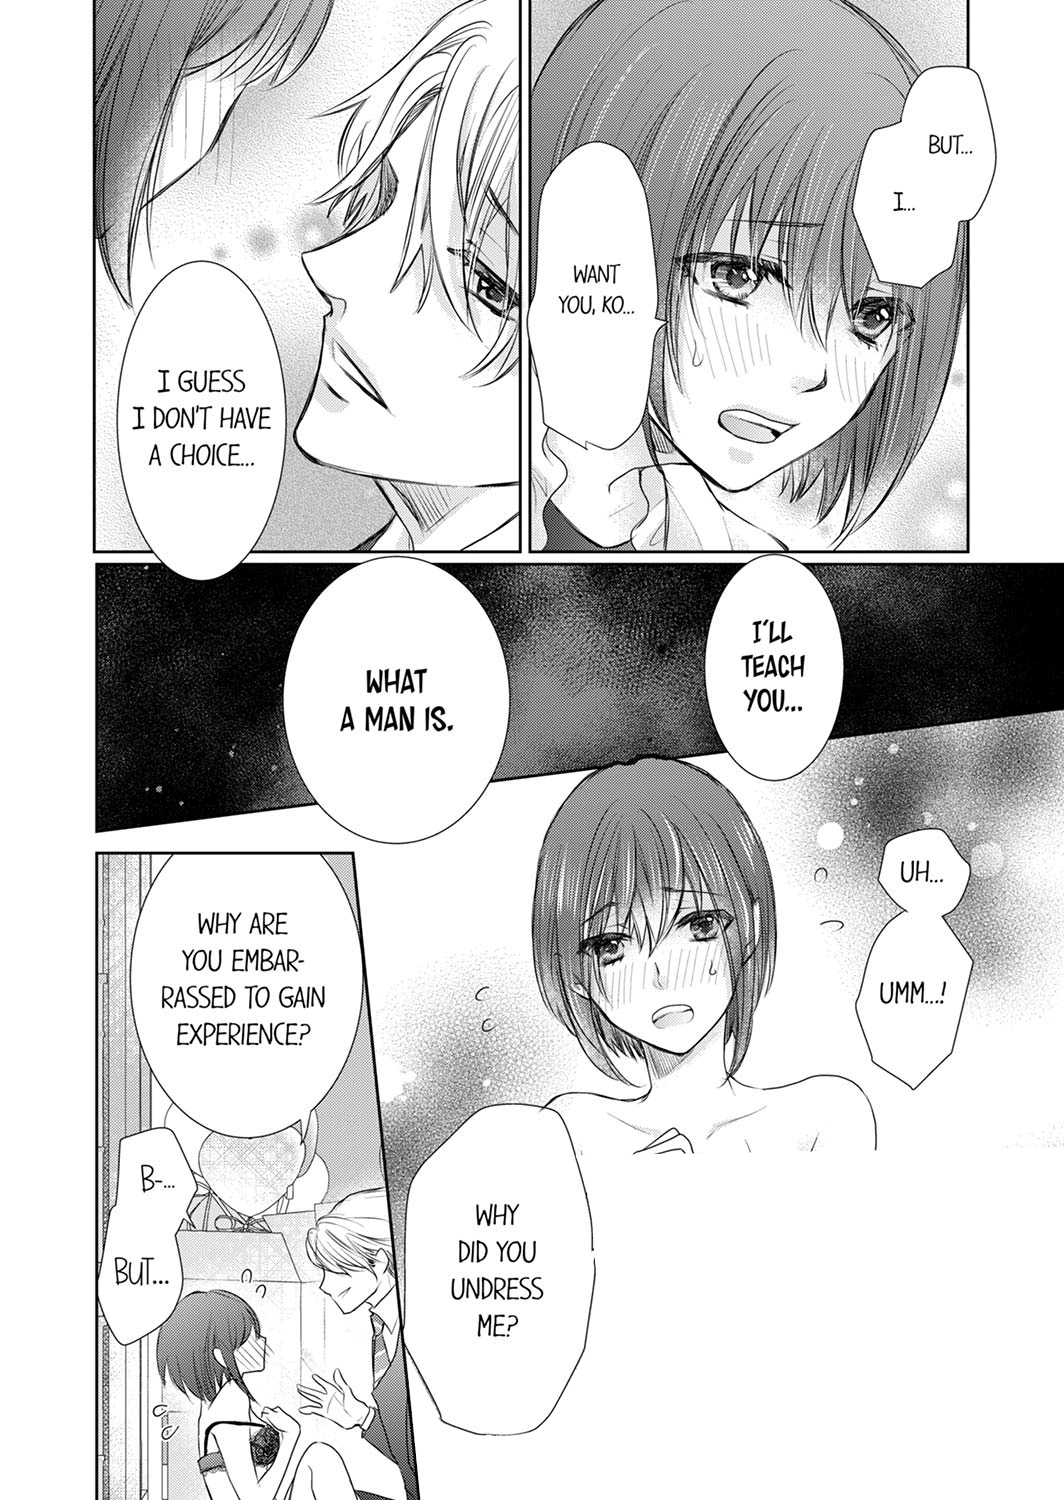 BUT...
I...
WANT
YOU, KO...
I GUESS
I DON'T HAVE
A CHOICE...
I'LL
TEACH
YOU...
WHAT
A MAN IS.
UH...
UMM...!
WHY
DID YOU
UNDRESS
ME?
WHY ARE
YOU EMBAR-
RASSED TO GAIN
EXPERIENCE?
B-...
BUT...